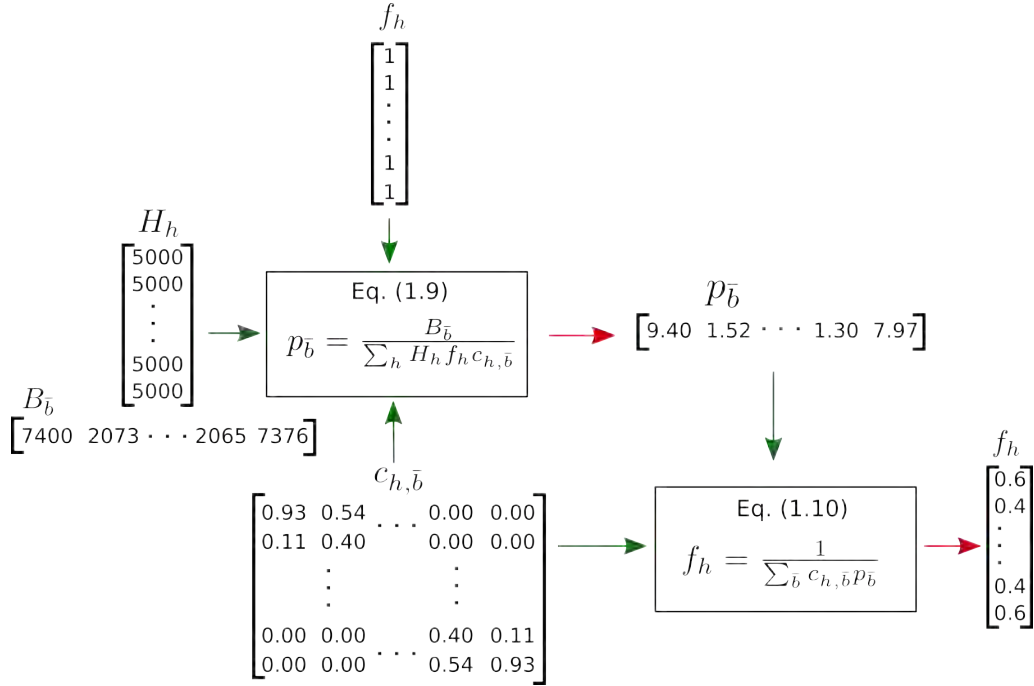 f_h
1
1
.
.
.
1
1
H_h
5000
5000
.
.
.
5000
5000
B_b̄
7400 2073 · · · 2065 7376
Eq. (1.9)
p_b̄ = B_b̄ / ∑_h H_h f_h c_{h,b̄}
p_b̄
9.40 1.52 · · · 1.30 7.97
c_{h,b̄}
0.93 0.54 · · · 0.00 0.00
0.11 0.40 0.00 0.00
. .
. .
. .
0.00 0.00 0.40 0.11
0.00 0.00 · · · 0.54 0.93
Eq. (1.10)
f_h = 1 / ∑_b̄ c_{h,b̄} p_b̄
f_h
0.6
0.4
.
.
.
0.4
0.6